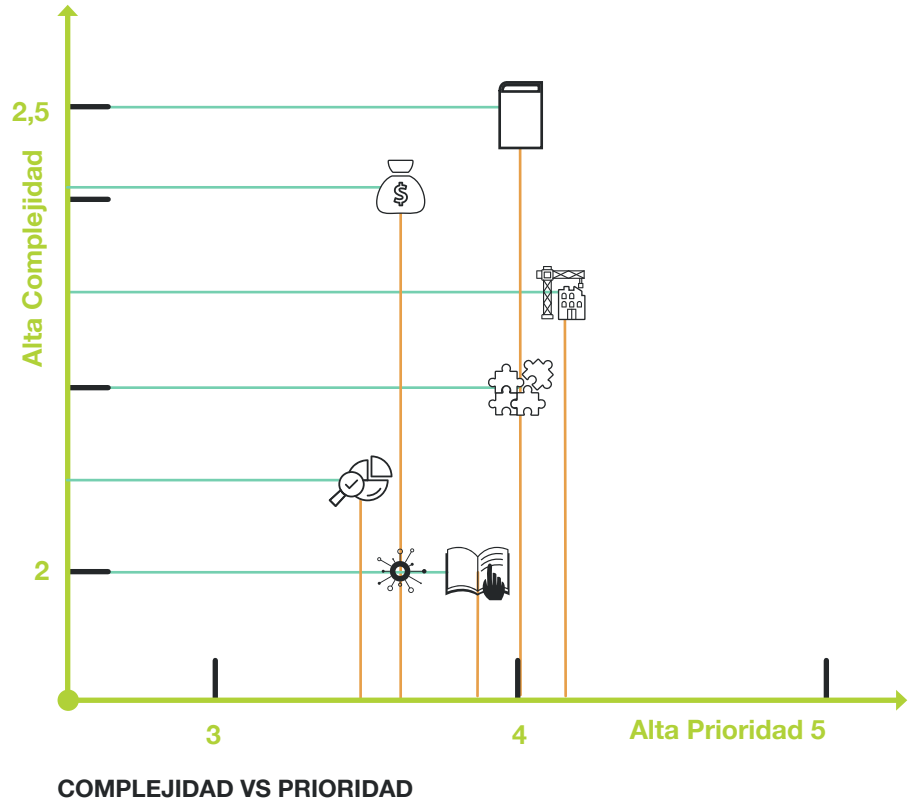 2,5
Alta Complejidad
$
2
3
4
Alta Prioridad 5
COMPLEJIDAD VS PRIORIDAD